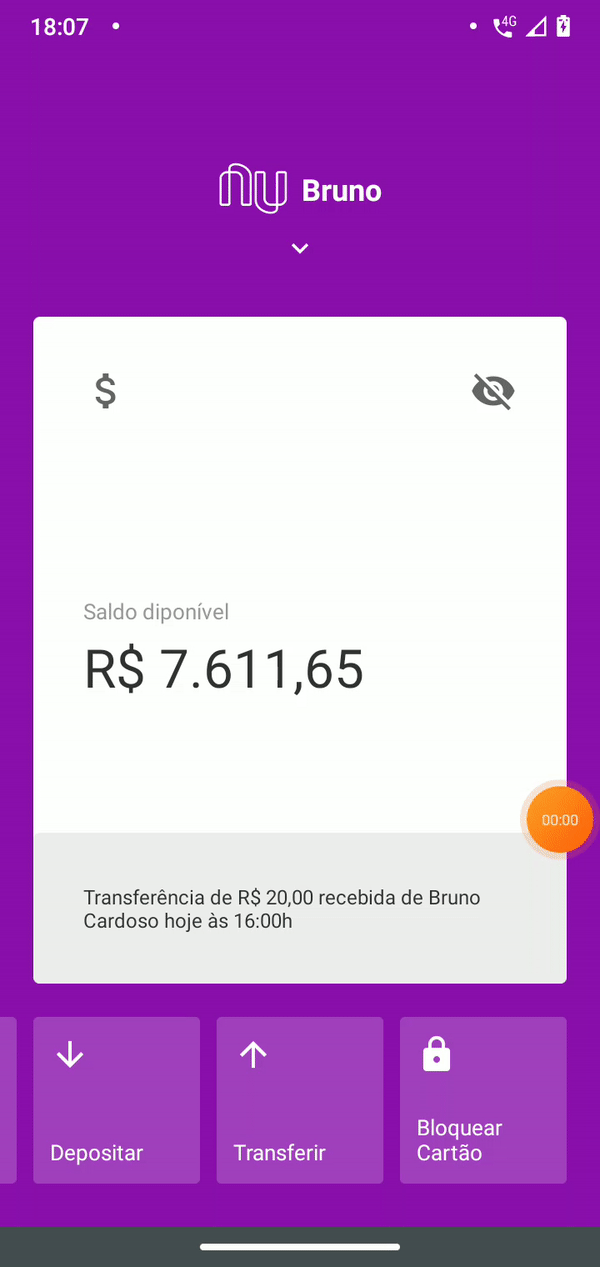 18:07
4G
nu Bruno
$
Saldo diponível
R$ 7.611,65
00:00
Transferência de R$ 20,00 recebida de Bruno
Cardoso hoje às 16:00h
Depositar
Transferir
Bloquear
Cartão